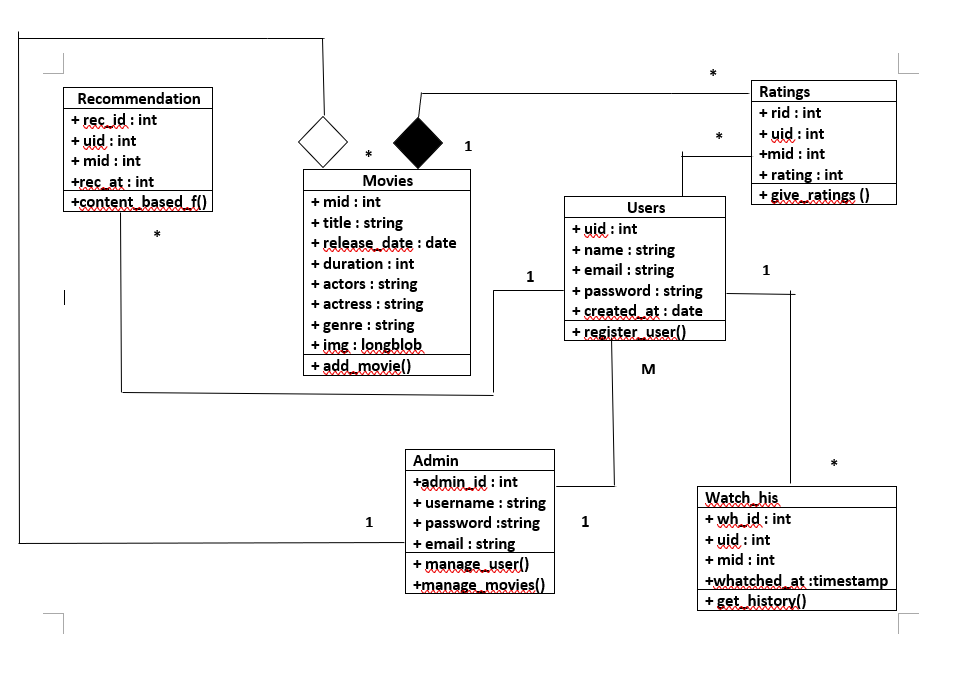 Recommendation
+ rec_id : int
+ uid : int
+ mid : int
+rec_at : int
+content_based_f()
*
*
1
Movies
+ mid : int
+ title : string
+ release_date : date
+ duration : int
+ actors : string
+ actress : string
+ genre : string
+ img : longblob
+ add_movie()
*
*
Ratings
+ rid : int
+ uid : int
+mid : int
+ rating : int
+ give_ratings ()
Users
+ uid : int
+ name : string
+ email : string
+ password : string
+ created_at : date
+ register_user()
1
1
M
Admin
+admin_id : int
+ username : string
+ password :string
+ email : string
+ manage_user()
+manage_movies()
1
1
*
Watch_his
+ wh_id : int
+ uid : int
+ mid : int
+whatched_at :timestamp
+ get_history()